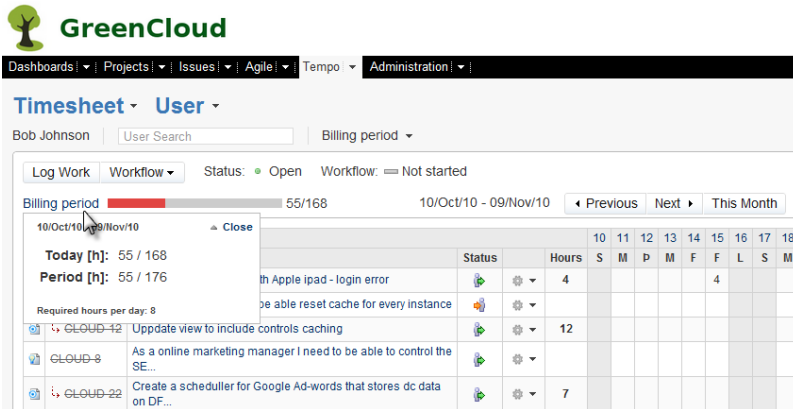 GreenCloud
Dashboards Projects Issues Agile Tempo Administration
Timesheet User
Bob Johnson User Search Billing period
Log Work Workflow Status: Open Workflow: Not started
Billing period 55/168 10/Oct/10 - 09/Nov/10 Previous Next This Month
10/Oct/10 - 09/Nov/10 Close
Today [h]: 55 / 168
Period [h]: 55 / 176
Required hours per day: 8
10 11 12 13 14 15 16 17 18
Status Hours S M Þ M F F L S M
th Apple ipad - login error 4 4
be able reset cache for every instance
CLOUD-12 Uppdate view to include controls caching 12
CLOUD-8 As a online marketing manager I need to be able to control the
SE...
CLOUD-22 Create a scheduller for Google Ad-words that stores dc data 7
on DF...